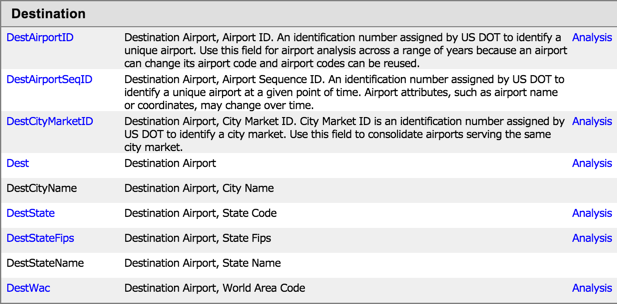 Destination
DestAirportID Destination Airport, Airport ID. An identification number assigned by US DOT to identify a Analysis
unique airport. Use this field for airport analysis across a range of years because an airport
can change its airport code and airport codes can be reused.
DestAirportSeqID Destination Airport, Airport Sequence ID. An identification number assigned by US DOT to
identify a unique airport at a given point of time. Airport attributes, such as airport name
or coordinates, may change over time.
DestCityMarketID Destination Airport, City Market ID. City Market ID is an identification number assigned by Analysis
US DOT to identify a city market. Use this field to consolidate airports serving the same
city market.
Dest Destination Airport Analysis
DestCityName Destination Airport, City Name
DestState Destination Airport, State Code Analysis
DestStateFips Destination Airport, State Fips Analysis
DestStateName Destination Airport, State Name
DestWac Destination Airport, World Area Code Analysis